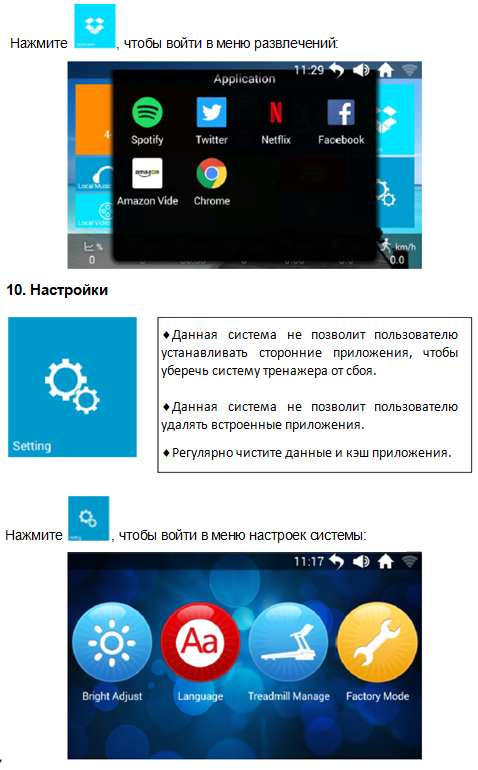 Нажмите
, чтобы войти в меню развлечений:
11:29
Application
Spotify Twitter Netflix Facebook
amazon
Amazon Vide Chrome
4
Local Music
Local Video
% km/h
0 0.0
10. Настройки
Setting
♦Данная система не позволит пользователю
устанавливать сторонние приложения, чтобы
уберечь систему тренажера от сбоя.
♦Данная система не позволит пользователю
удалять встроенные приложения.
♦Регулярно чистите данные и кэш приложения.
Нажмите , чтобы войти в меню настроек системы:
11:17
Aa
Bright Adjust Language Treadmill Manage Factory Mode